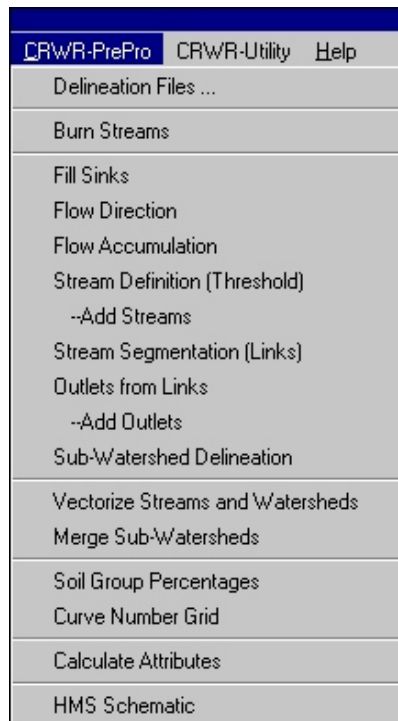 CRWR-PrePro CRWR-Utility Help
Delineation Files ...
Burn Streams
Fill Sinks
Flow Direction
Flow Accumulation
Stream Definition (Threshold)
--Add Streams
Stream Segmentation (Links)
Outlets from Links
--Add Outlets
Sub-Watershed Delineation
Vectorize Streams and Watersheds
Merge Sub-Watersheds
Soil Group Percentages
Curve Number Grid
Calculate Attributes
HMS Schematic